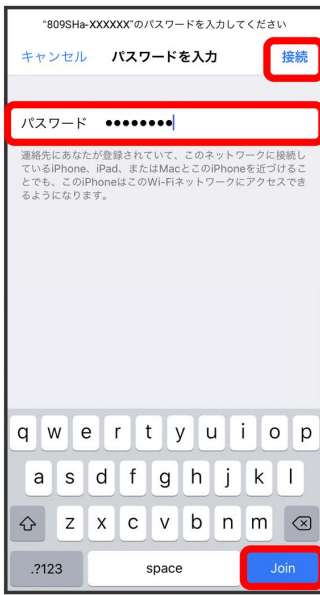 "809SHa-XXXXXX"のパスワードを入力してください
キャンセル パスワードを入力 接続
パスワード ●●●●●●●●
連絡先にあなたが登録されていて、このネットワークに接続し
ているiPhone、iPad、またはMacとこのiPhoneを近づけるこ
とでも、このiPhoneはこのWi-Fiネットワークにアクセスでき
るようになります。
q w e r t y u i o p
a s d f g h j k l
z x c v b n m
.?123 space Join